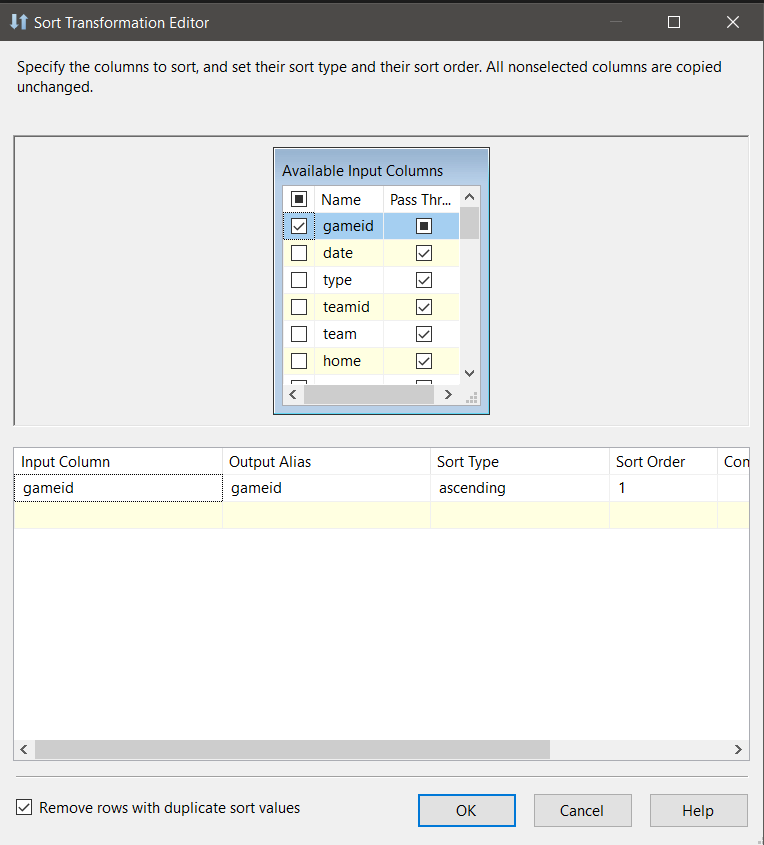 Sort Transformation Editor
Specify the columns to sort, and set their sort type and their sort order. All nonselected columns are copied
unchanged.
Available Input Columns
Name Pass Thr...
gameid
date
type
teamid
team
home
Input Column Output Alias Sort Type Sort Order Con
gameid gameid ascending 1
Remove rows with duplicate sort values OK Cancel Help